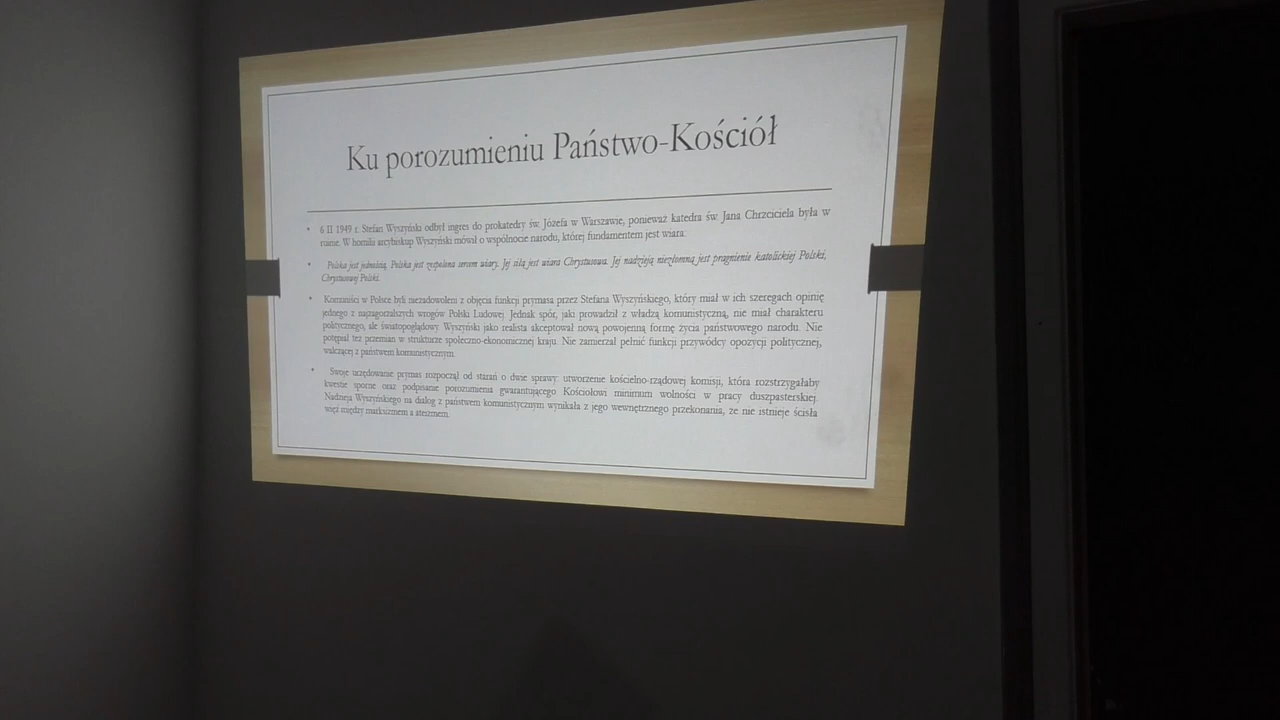 Ku porozumieniu Państwo-Kościół
• 6 II 1949 r. Stefan Wyszyński odbył ingres do prokatedry św. Józefa w Warszawie, ponieważ katedra św. Jana Chrzciciela była w
ruinie. W homilii arcybiskup Wyszyński mówił o wspólnocie narodu, której fundamentem jest wiara:
• Polska jest jednością. Polska jest zespolona sercem wiary. Jej siłą jest wiara Chrystusowa. Jej nadzieją niezłomną jest pragnienie katolickiej Polski,
Chrystusowej Polski.
• Komuniści w Polsce byli niezadowoleni z objęcia funkcji prymasa przez Stefana Wyszyńskiego, który miał w ich szeregach opinię
jednego z najzagorzalszych wrogów Polski Ludowej. Jednak spór, jaki prowadził z władzą komunistyczną, nie miał charakteru
politycznego, ale światopoglądowy. Wyszyński jako realista akceptował nową powojenną formę życia państwowego narodu. Nie
potępiał też przemian w strukturze społeczno-ekonomicznej kraju. Nie zamierzał pełnić funkcji przywódcy opozycji politycznej,
walczącej z państwem komunistycznym.
• Swoje urzędowanie prymas rozpoczął od starań o dwie sprawy: utworzenie kościelno-rządowej komisji, która rozstrzygałaby
kwestie sporne oraz podpisanie porozumienia gwarantującego Kościołowi minimum wolności w pracy duszpasterskiej.
Nadzieja Wyszyńskiego na dialog z państwem komunistycznym wynikała z jego wewnętrznego przekonania, że nie istnieje ścisła
więź między marksizmem a ateizmem.